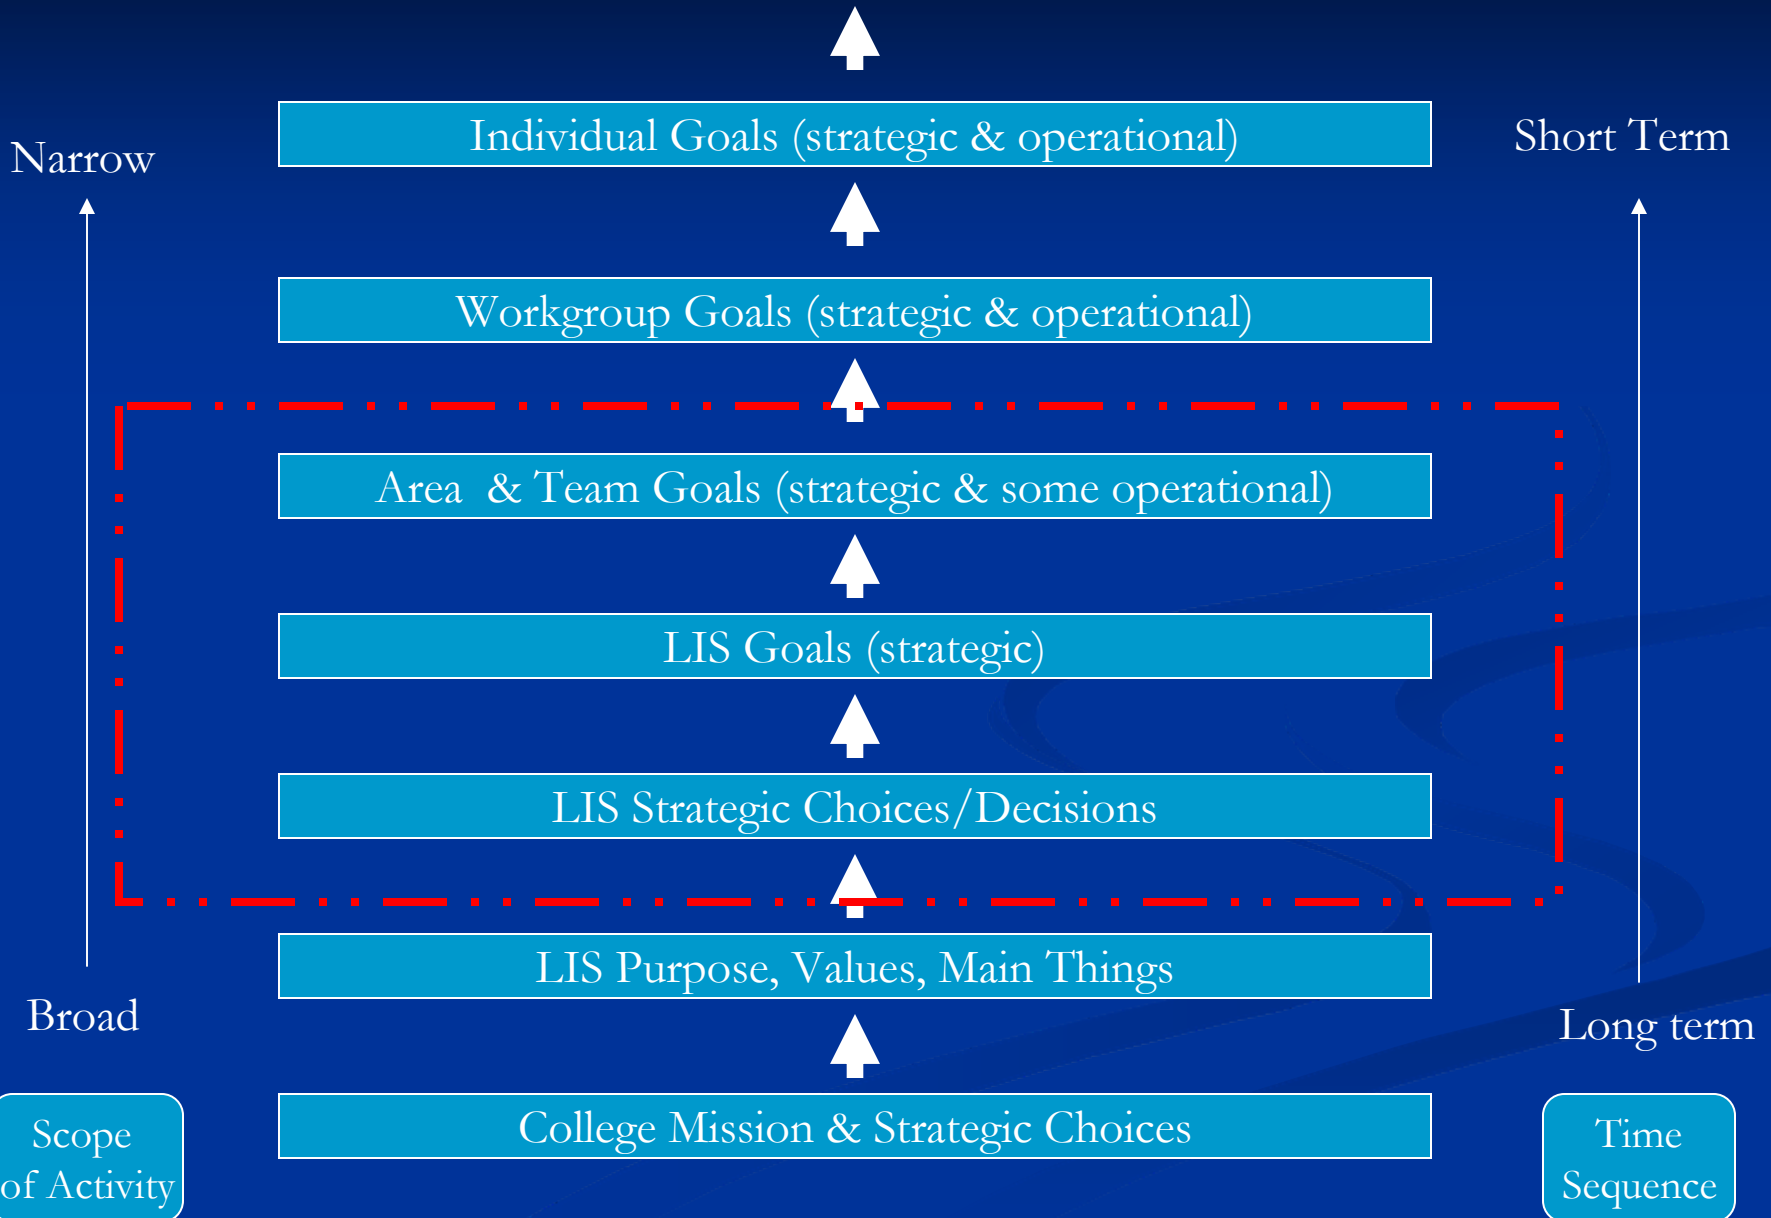 Individual Goals (strategic & operational)
Short Term
Narrow
Workgroup Goals (strategic & operational)
Area & Team Goals (strategic & some operational)
LIS Goals (strategic)
LIS Strategic Choices/Decisions
LIS Purpose, Values, Main Things
Broad
Long term
College Mission & Strategic Choices
Scope
of Activity
Time
Sequence